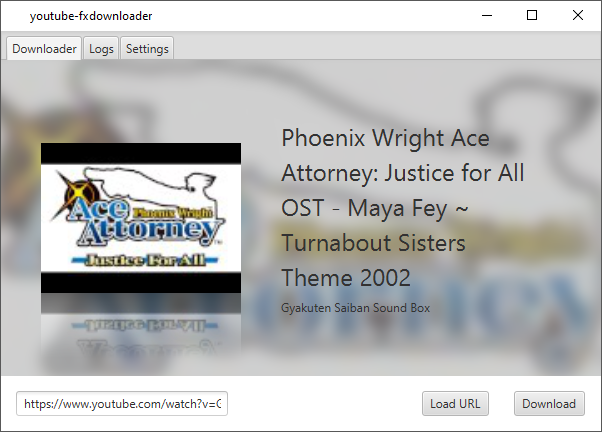 youtube-fxdownloader
Downloader
Logs
Settings
Phoenix Wright Ace
Attorney: Justice for All
OST - Maya Fey ~
Turnabout Sisters
Theme 2002
Gyakuten Saiban Sound Box
Phoenix Wright
Ace
Attorney
Justice For All
https://www.youtube.com/watch?v=G
Load URL
Download